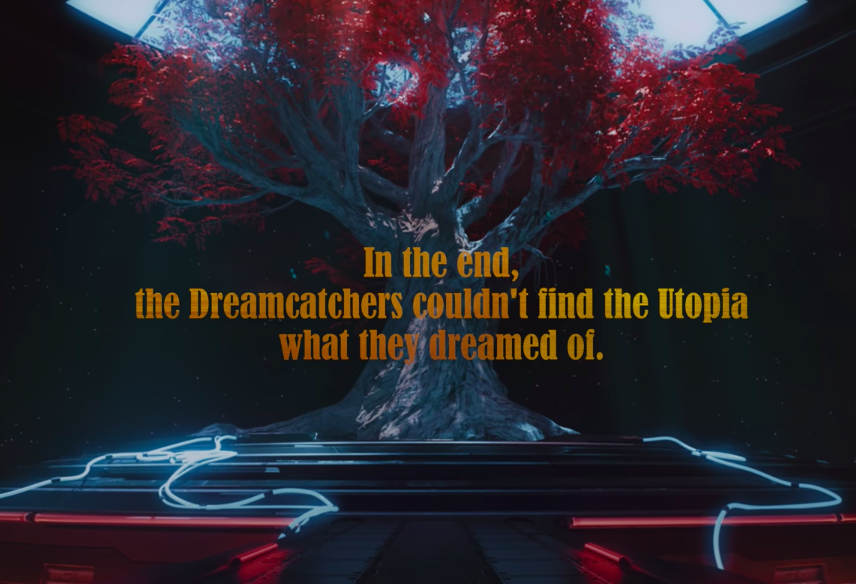 In the end,
the Dreamcatchers couldn't find the Utopia
what they dreamed of.